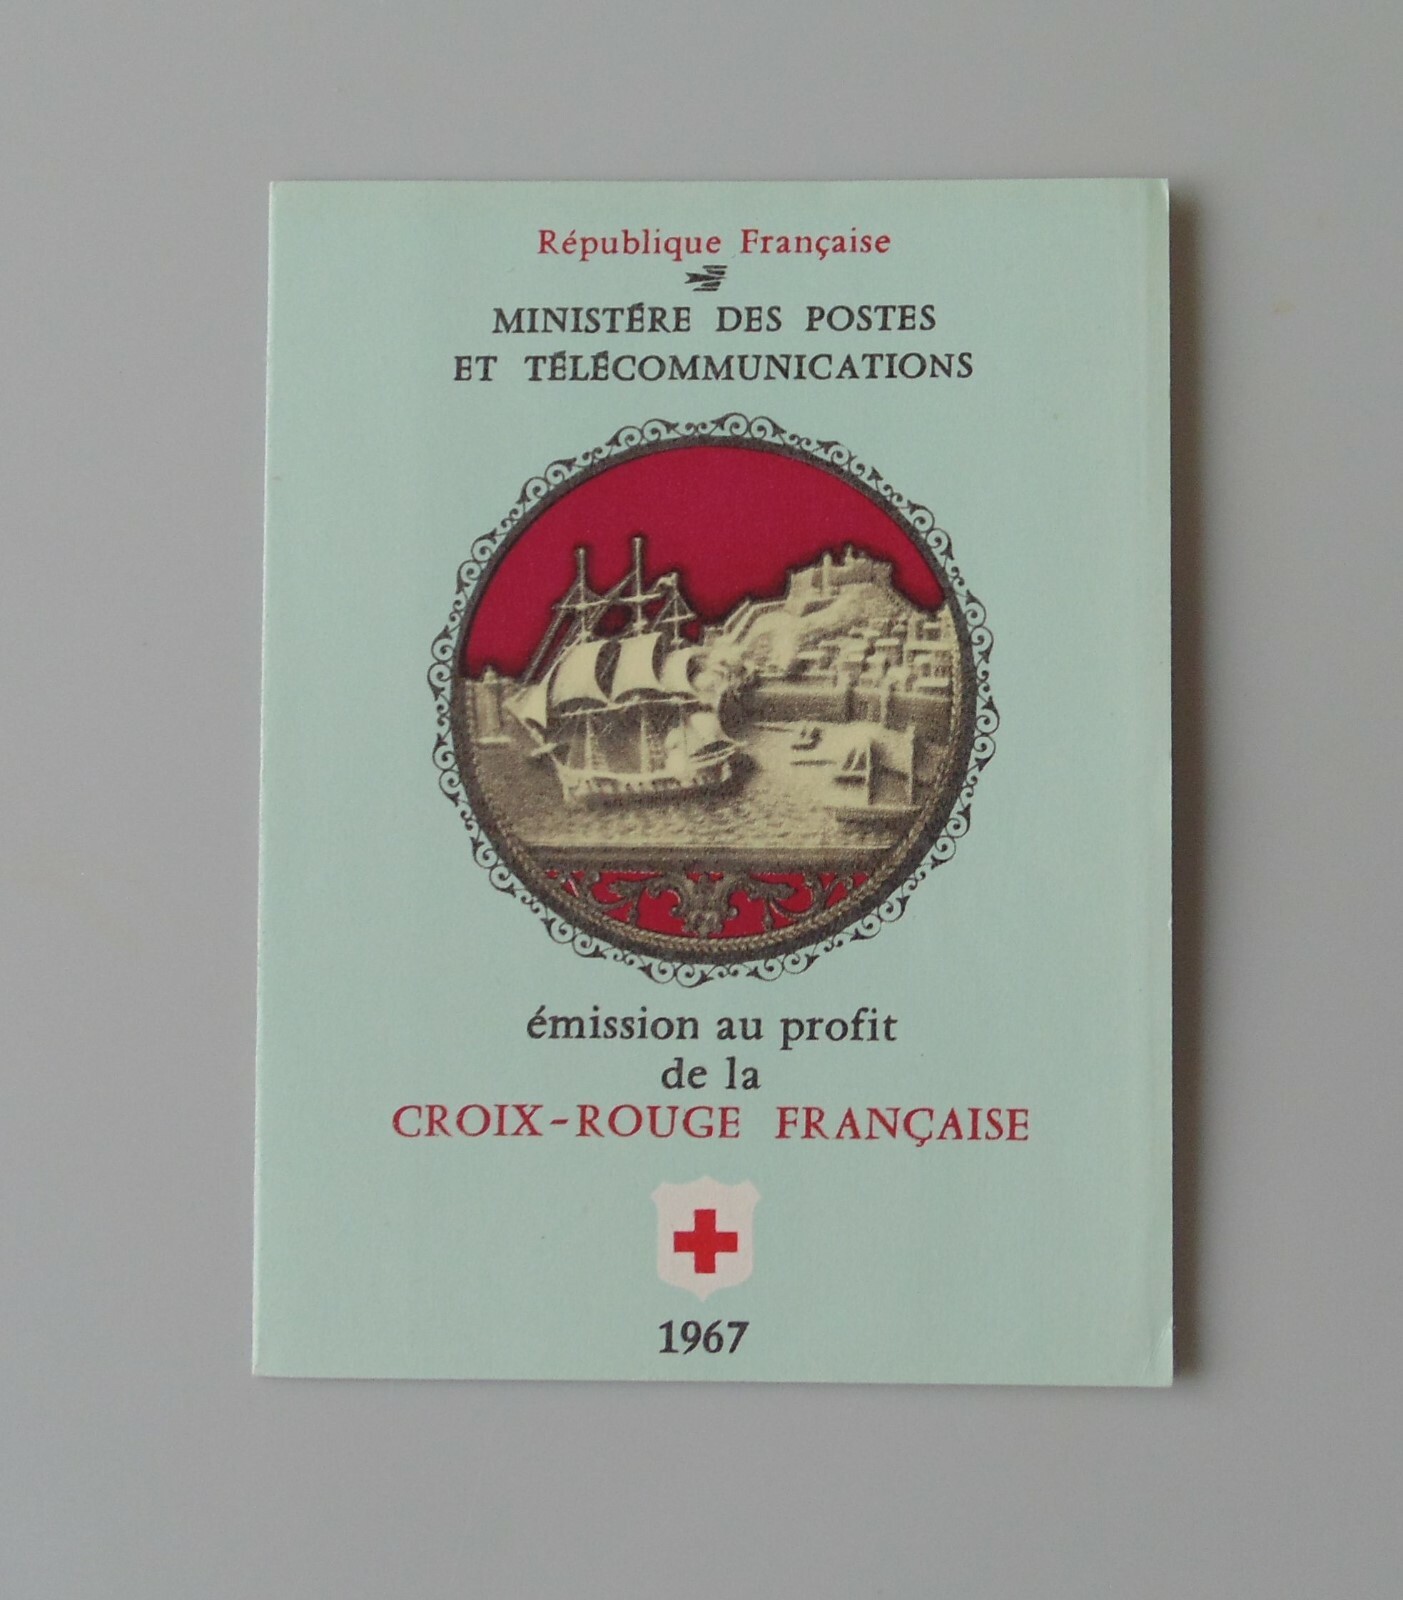 République Française
MINISTÉRE DES POSTES
ET TÉLÉCOMMUNICATIONS
émission au profit
de la
CROIX-ROUGE FRANÇAISE
1967